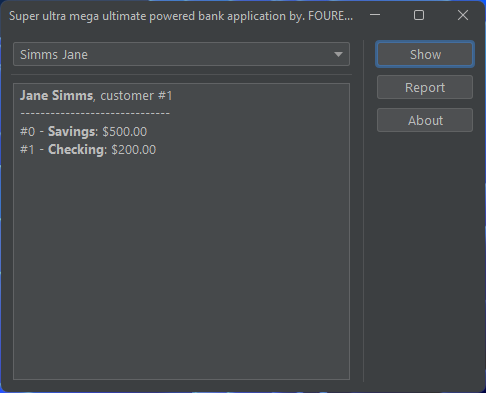 Super ultra mega ultimate powered bank application by. FOURE...
Simms Jane
Show
Jane Simms, customer #1
------------------------------
#0 - Savings: $500.00
#1 - Checking: $200.00
Report
About